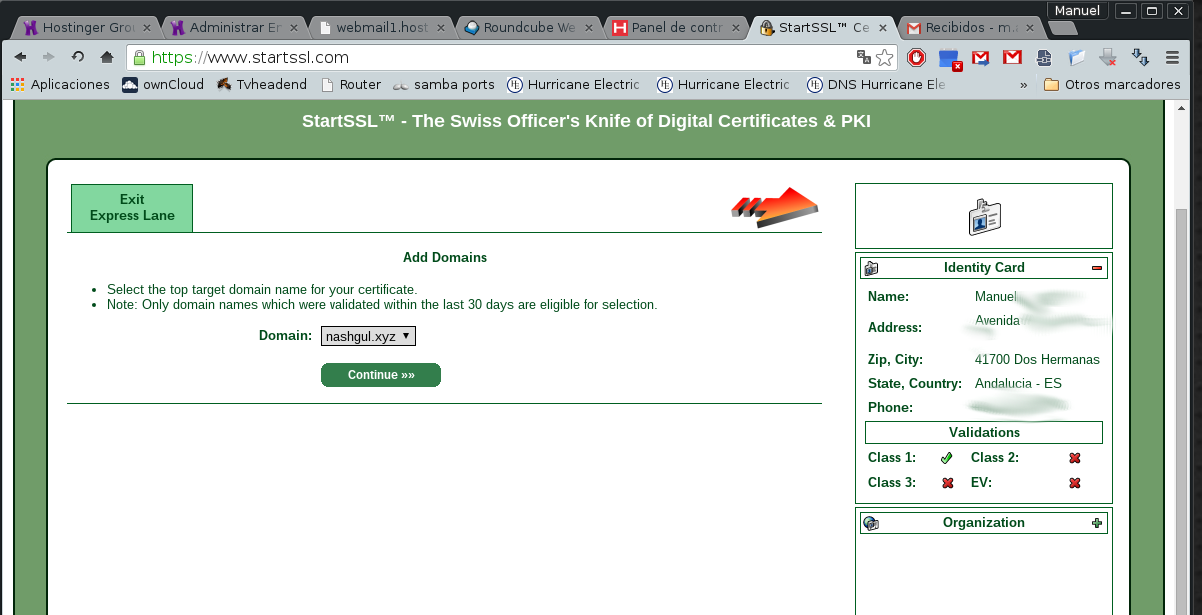 Manuel
Hostinger Grou
Administrar Em
webmail1.host
Roundcube We
Panel de contr
StartSSL™ Ce
Recibidos - m.a
https://www.startssl.com
Aplicaciones
ownCloud
Tvheadend
Router
samba ports
Hurricane Electric
Hurricane Electric
DNS Hurricane Ele
»
Otros marcadores
StartSSL™ - The Swiss Officer's Knife of Digital Certificates & PKI
Exit
Express Lane
Add Domains
• Select the top target domain name for your certificate.
• Note: Only domain names which were validated within the last 30 days are eligible for selection.
Domain: nashgul.xyz
Continue »»
Identity Card
Name: Manuel
Address: Avenida
Zip, City: 41700 Dos Hermanas
State, Country: Andalucia - ES
Phone:
Validations
Class 1: Class 2:
Class 3: EV:
Organization